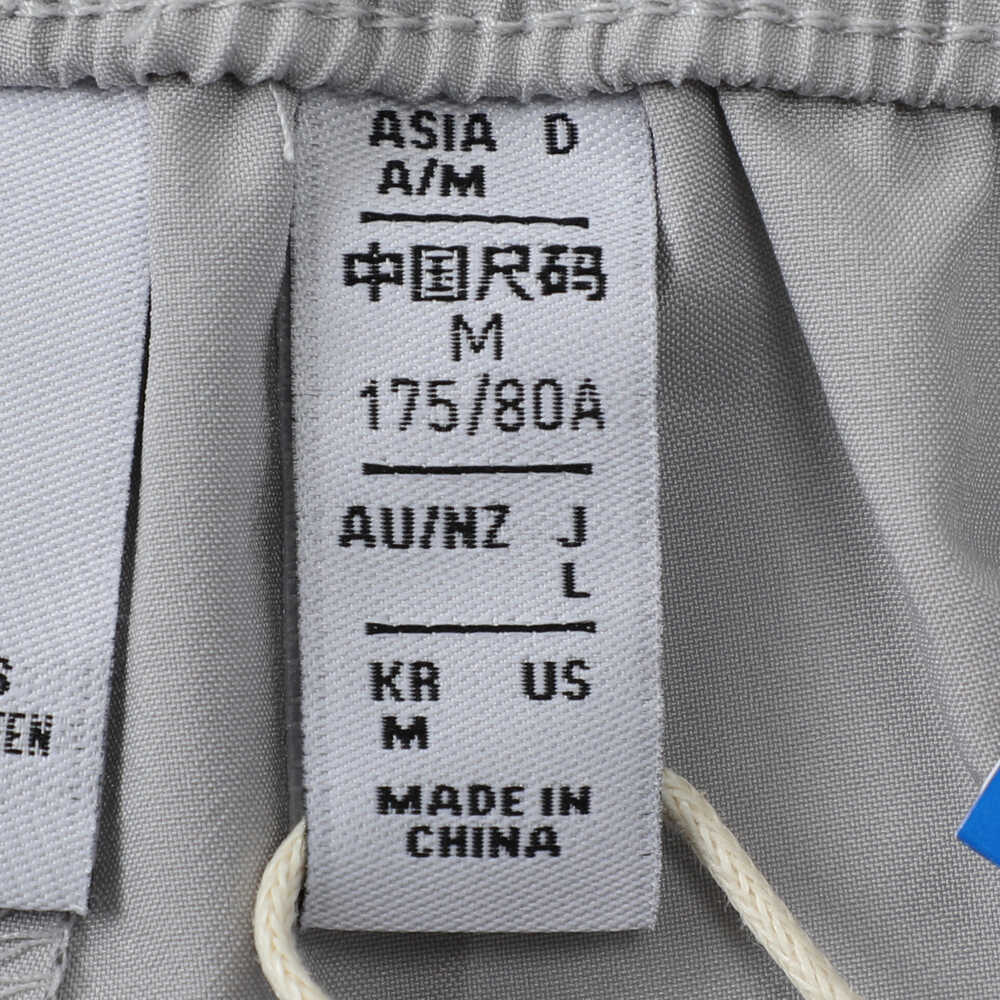 ASIA D
A/M
中国尺码
M
175/80A
AU/NZ J
L
KR US
M
MADE IN
CHINA